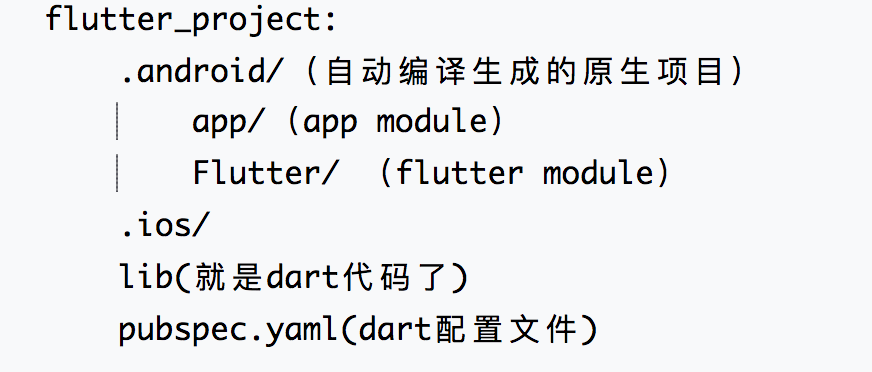 flutter_project:
.android/（自动编译生成的原生项目）
app/（app module）
Flutter/ （flutter module）
.ios/
lib(就是dart代码了)
pubspec.yaml(dart配置文件)